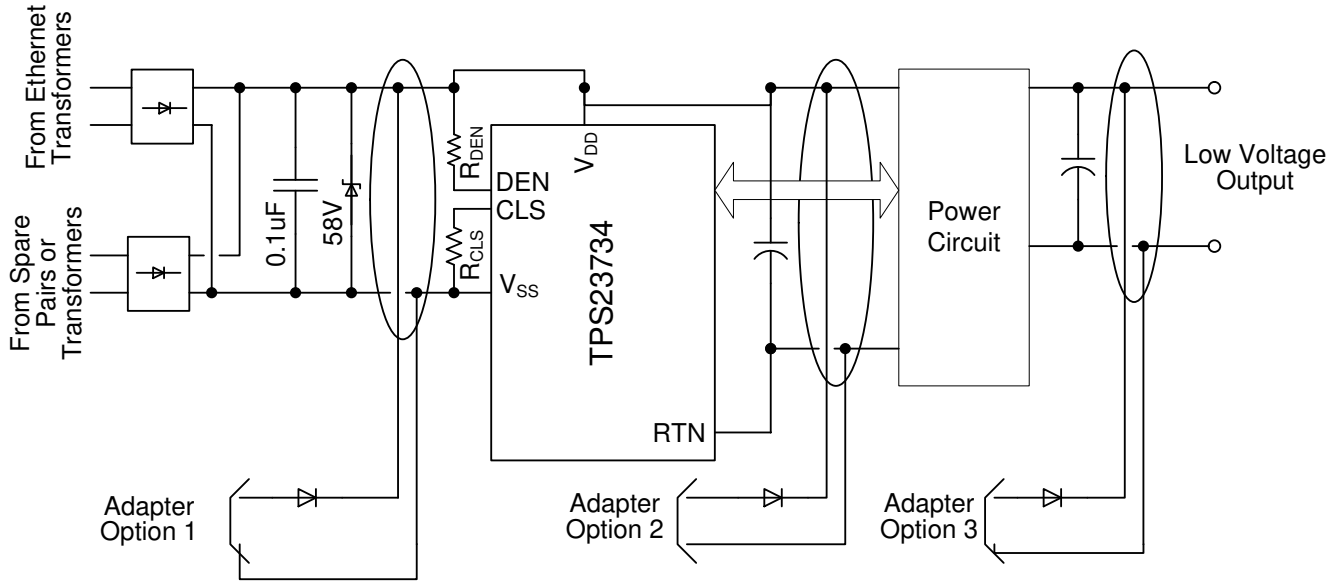 From Ethernet
Transformers
From Spare
Pairs or
Transformers
0.1uF
58V
R_DEN
R_CLS
DEN
CLS
V_SS
V_DD
TPS23734
RTN
Power
Circuit
Low Voltage
Output
Adapter
Option 1
Adapter
Option 2
Adapter
Option 3